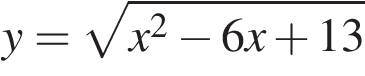 y = √(x² − 6x + 13)